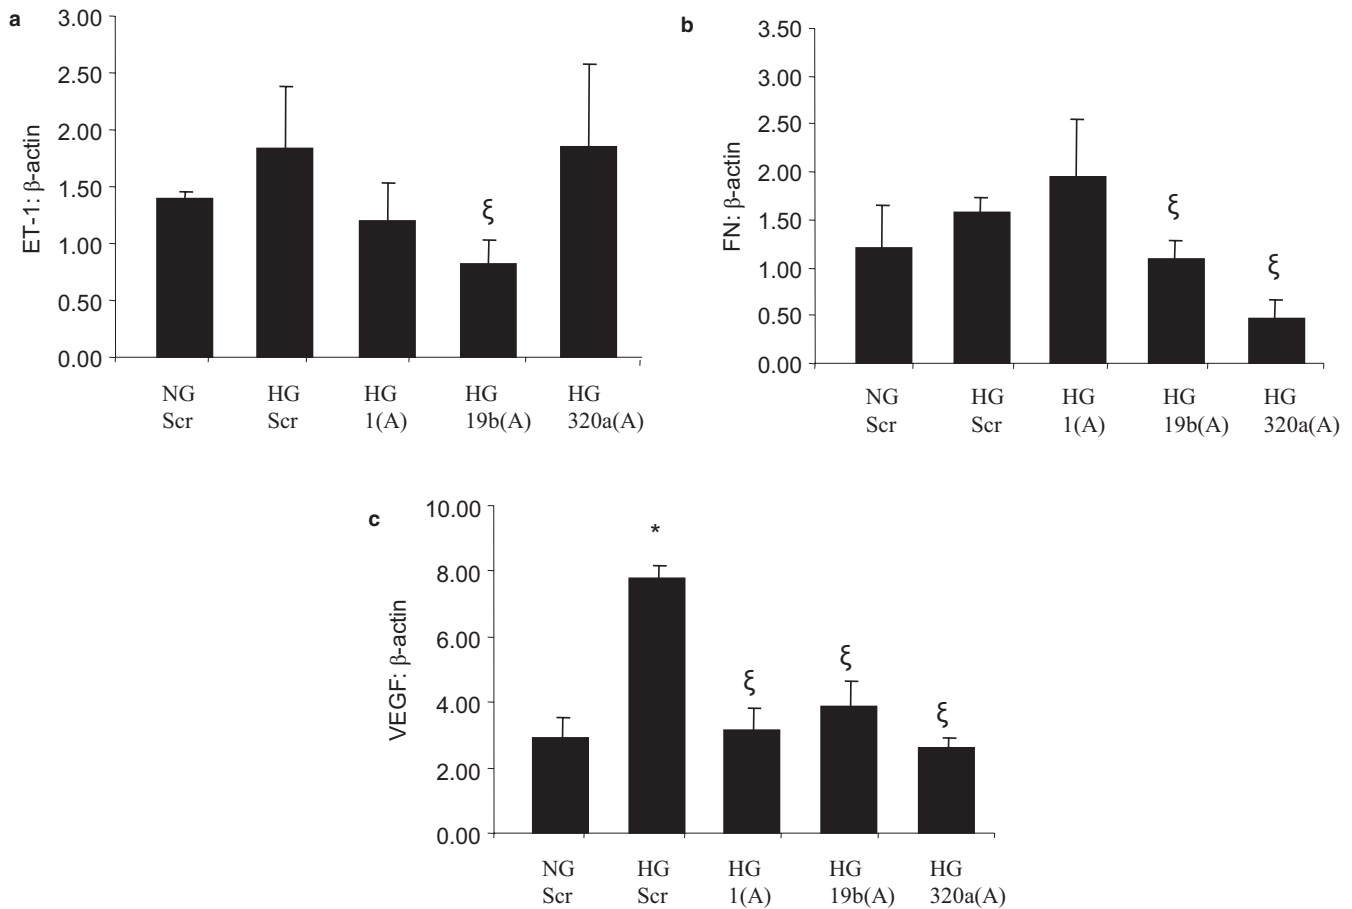 a
ET-1: β-actin
3.00
2.50
2.00
1.50
1.00
0.50
0.00
ξ
NG HG HG HG HG
Scr Scr 1(A) 19b(A) 320a(A)
b
FN: β-actin
3.50
3.00
2.50
2.00
1.50
1.00
0.50
0.00
ξ
ξ
NG HG HG HG HG
Scr Scr 1(A) 19b(A) 320a(A)
c
VEGF: β-actin
10.00
8.00
6.00
4.00
2.00
0.00
*
ξ
ξ
ξ
NG HG HG HG HG
Scr Scr 1(A) 19b(A) 320a(A)